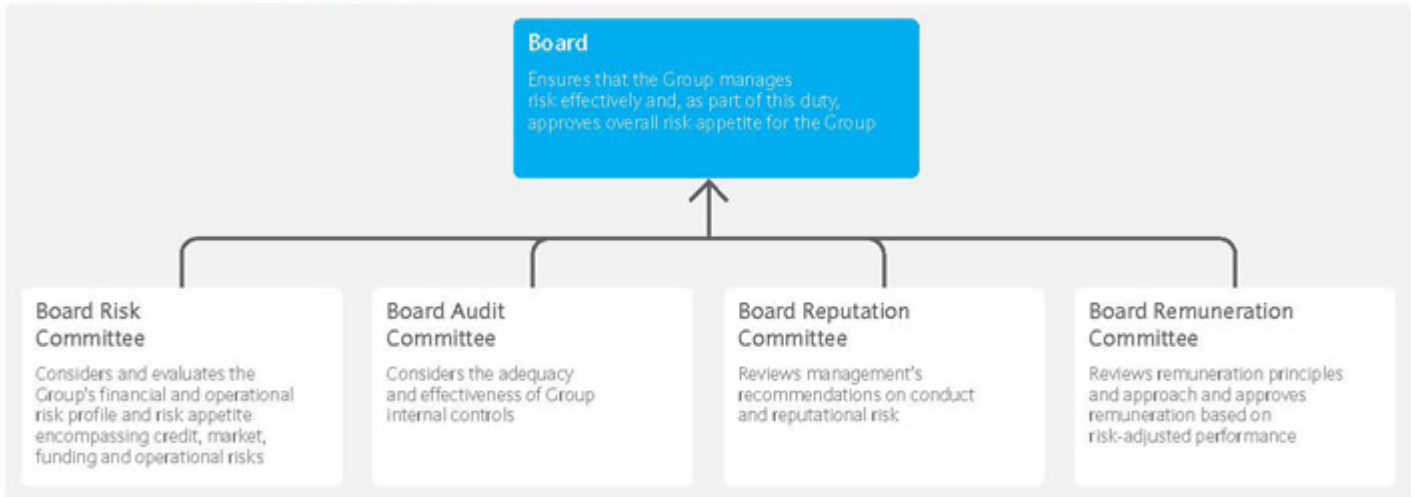 Board
Ensures that the Group manages
risk effectively and, as part of this duty,
approves overall risk appetite for the Group
Board Risk
Committee
Considers and evaluates the
Group's financial and operational
risk profile and risk appetite
encompassing credit, market,
funding and operational risks
Board Audit
Committee
Considers the adequacy
and effectiveness of Group
internal controls
Board Reputation
Committee
Reviews management's
recommendations on conduct
and reputational risk
Board Remuneration
Committee
Reviews remuneration principles
and approach and approves
remuneration based on
risk-adjusted performance